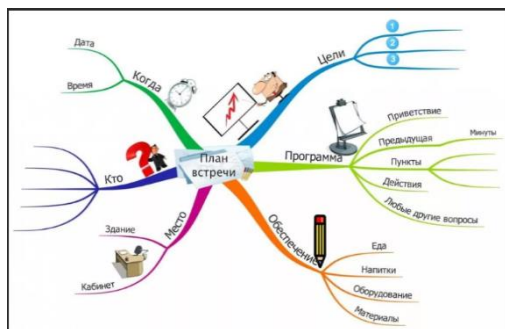 План
встречи
Цели
1
2
3
Программа
Приветствие
Предыдущая
Минуты
Пункты
Действия
Любые другие вопросы
Обеспечение
Еда
Напитки
Оборудование
Материалы
Место
Здание
Кабинет
Кто
Когда
Дата
Время